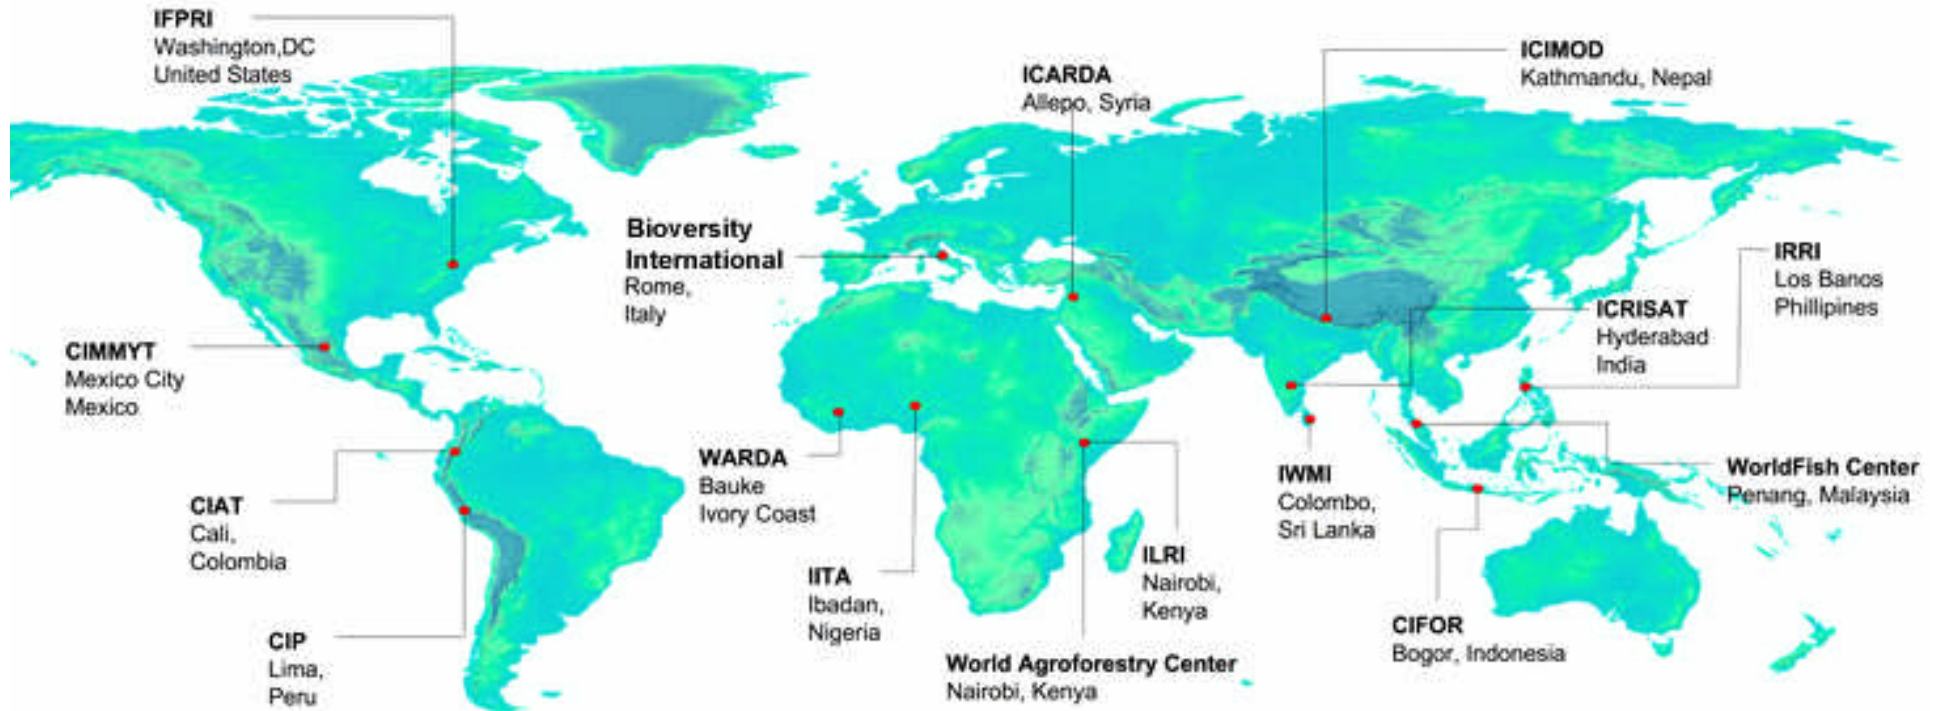 IFPRI
Washington,DC
United States
ICARDA
Allepo, Syria
ICIMOD
Kathmandu, Nepal
Bioversity
International
Rome,
Italy
IRRI
Los Banos
Phillipines
ICRISAT
Hyderabad
India
CIMMYT
Mexico City
Mexico
WARDA
Bauke
Ivory Coast
IWMI
Colombo,
Sri Lanka
WorldFish Center
Penang, Malaysia
CIAT
Cali,
Colombia
IITA
Ibadan,
Nigeria
ILRI
Nairobi,
Kenya
CIFOR
Bogor, Indonesia
CIP
Lima,
Peru
World Agroforestry Center
Nairobi, Kenya